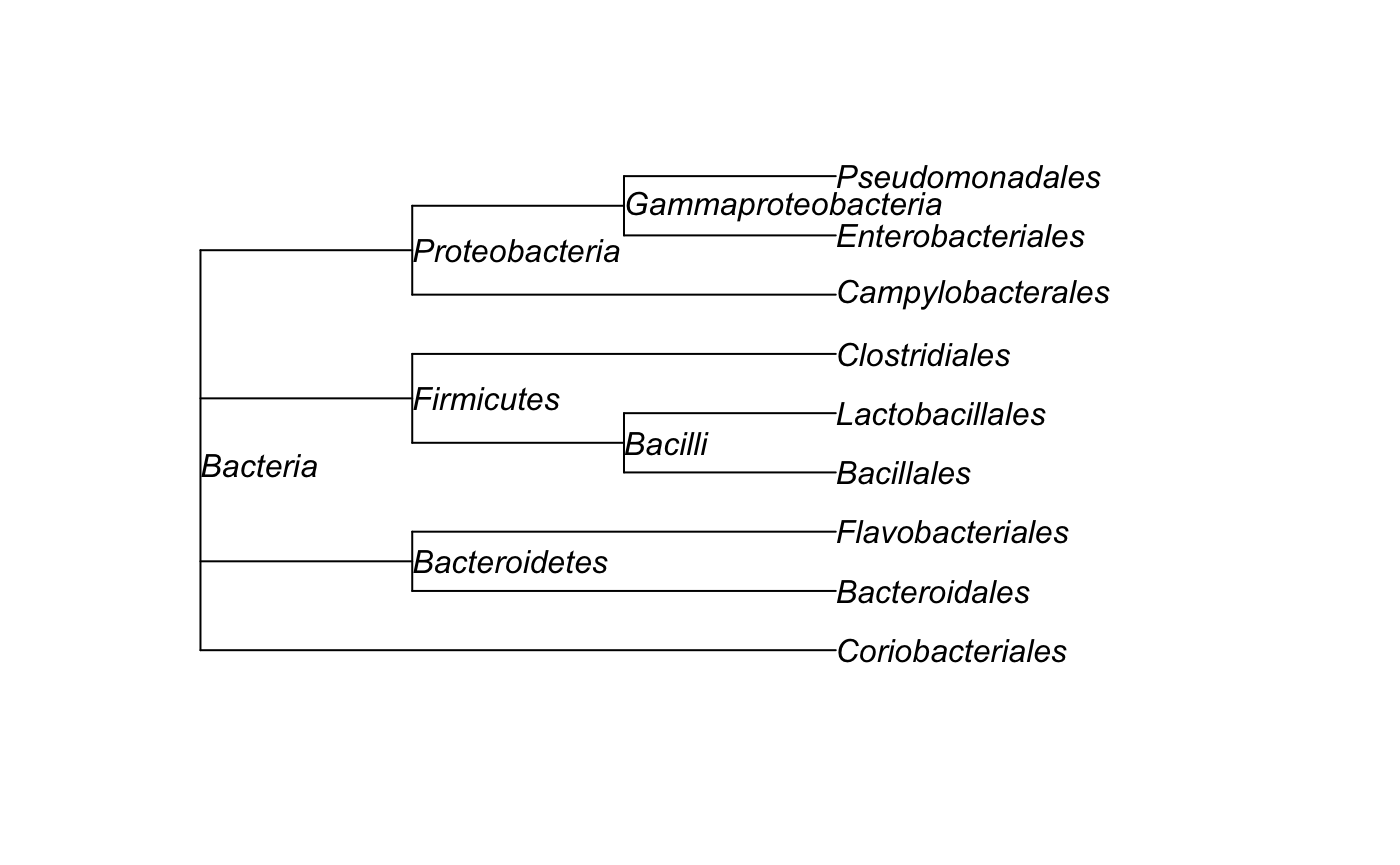 Pseudomonadales
Gammaproteobacteria
Enterobacteriales
Proteobacteria
Campylobacterales
Clostridiales
Firmicutes
Lactobacillales
Bacilli
Bacteria
Bacillales
Flavobacteriales
Bacteroidetes
Bacteroidales
Coriobacteriales